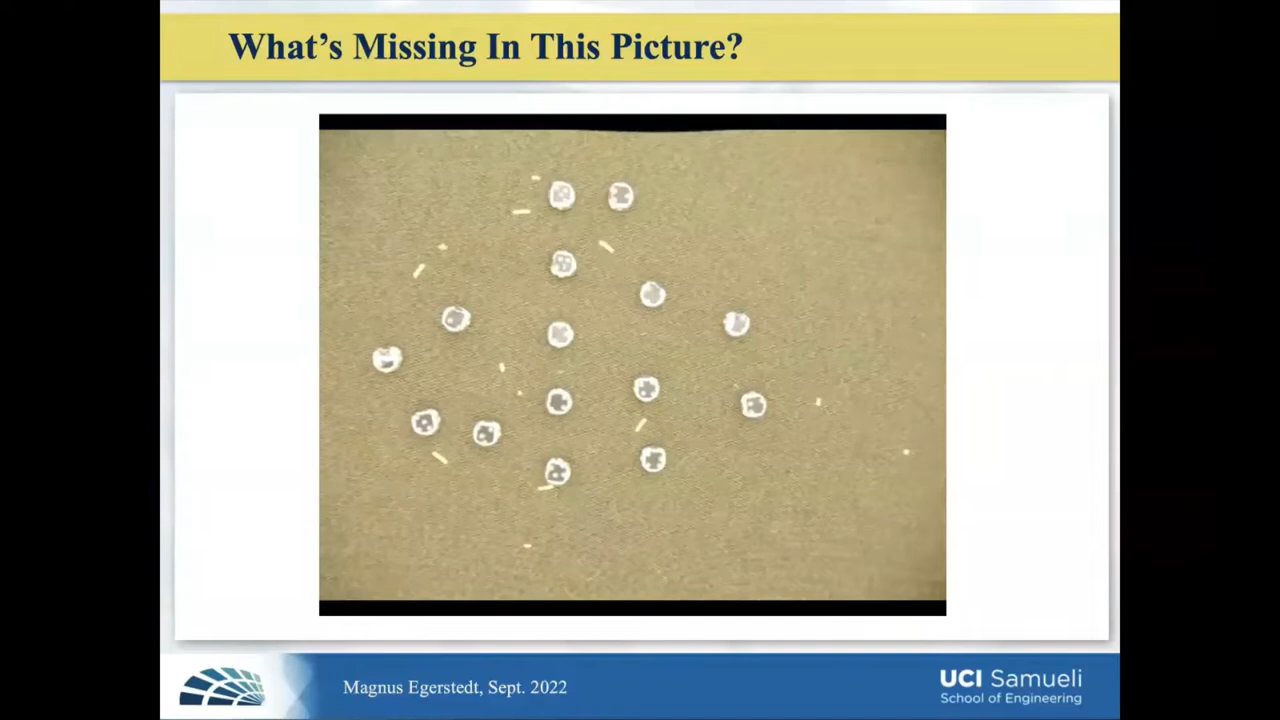 What's Missing In This Picture?
Magnus Egerstedt, Sept. 2022
UCI Samueli
School of Engineering